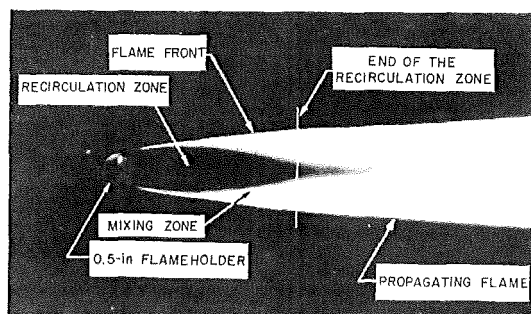 FLAME FRONT
END OF THE
RECIRCULATION ZONE
RECIRCULATION ZONE
MIXING ZONE
0.5-in FLAMEHOLDER
PROPAGATING FLAME